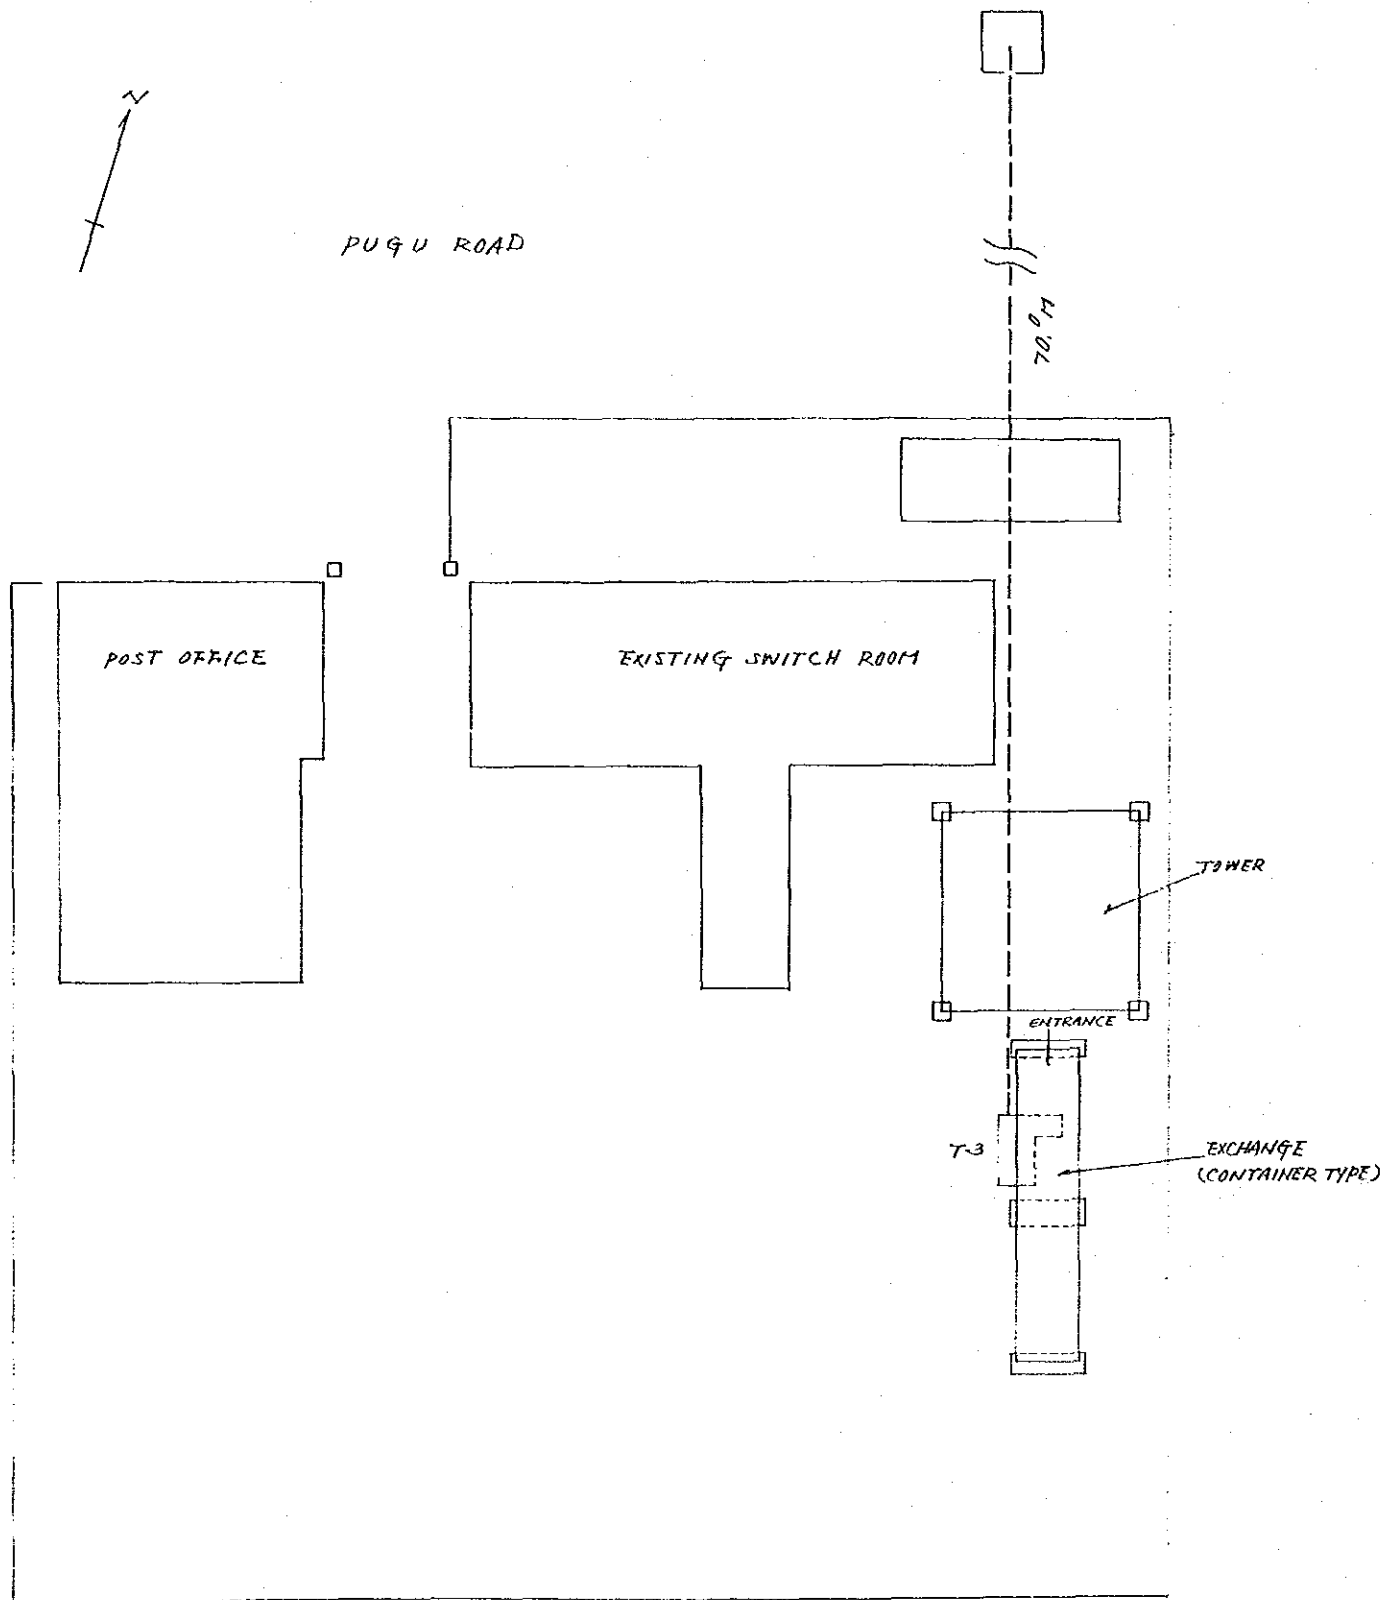 N
PUGU ROAD
70.0M
POST OFFICE
EXISTING SWITCH ROOM
TOWER
ENTRANCE
T-3
EXCHANGE
(CONTAINER TYPE)